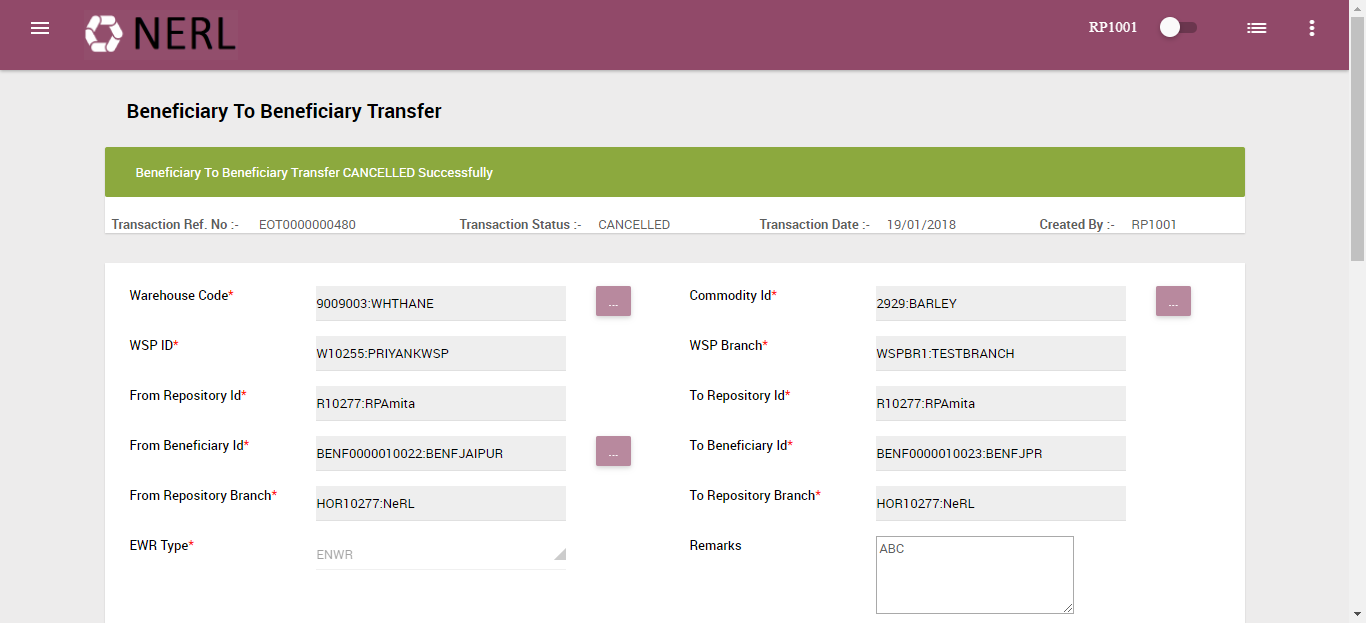 NERL
RP1001
Beneficiary To Beneficiary Transfer
Beneficiary To Beneficiary Transfer CANCELLED Successfully
Transaction Ref. No :- EOT0000000480 Transaction Status :- CANCELLED Transaction Date :- 19/01/2018 Created By :- RP1001
Warehouse Code* 9009003:WHTHANE ... Commodity Id* 2929:BARLEY ...
WSP ID* W10255:PRIYANKWSP WSP Branch* WSPBR1:TESTBRANCH
From Repository Id* R10277:RPAmita To Repository Id* R10277:RPAmita
From Beneficiary Id* BENF0000010022:BENFJAIPUR ... To Beneficiary Id* BENF0000010023:BENFJPR
From Repository Branch* HOR10277:NeRL To Repository Branch* HOR10277:NeRL
EWR Type* ENWR Remarks ABC